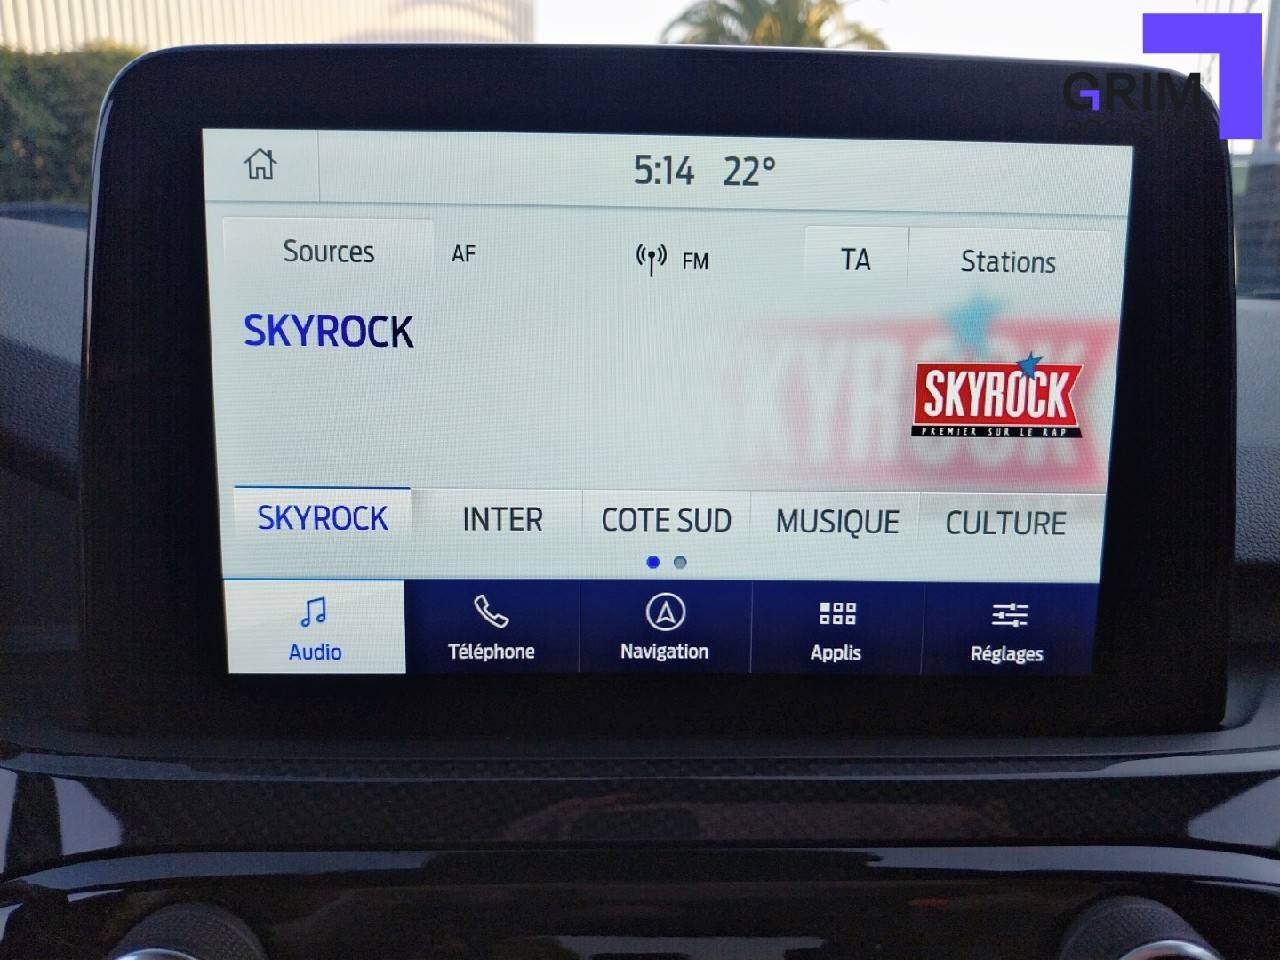 GRIM
5:14 22°
Sources AF FM TA Stations
SKYROCK
SKYROCK
PREMIER SUR LE RAP
SKYROCK INTER COTE SUD MUSIQUE CULTURE
Audio Téléphone Navigation Applis Réglages